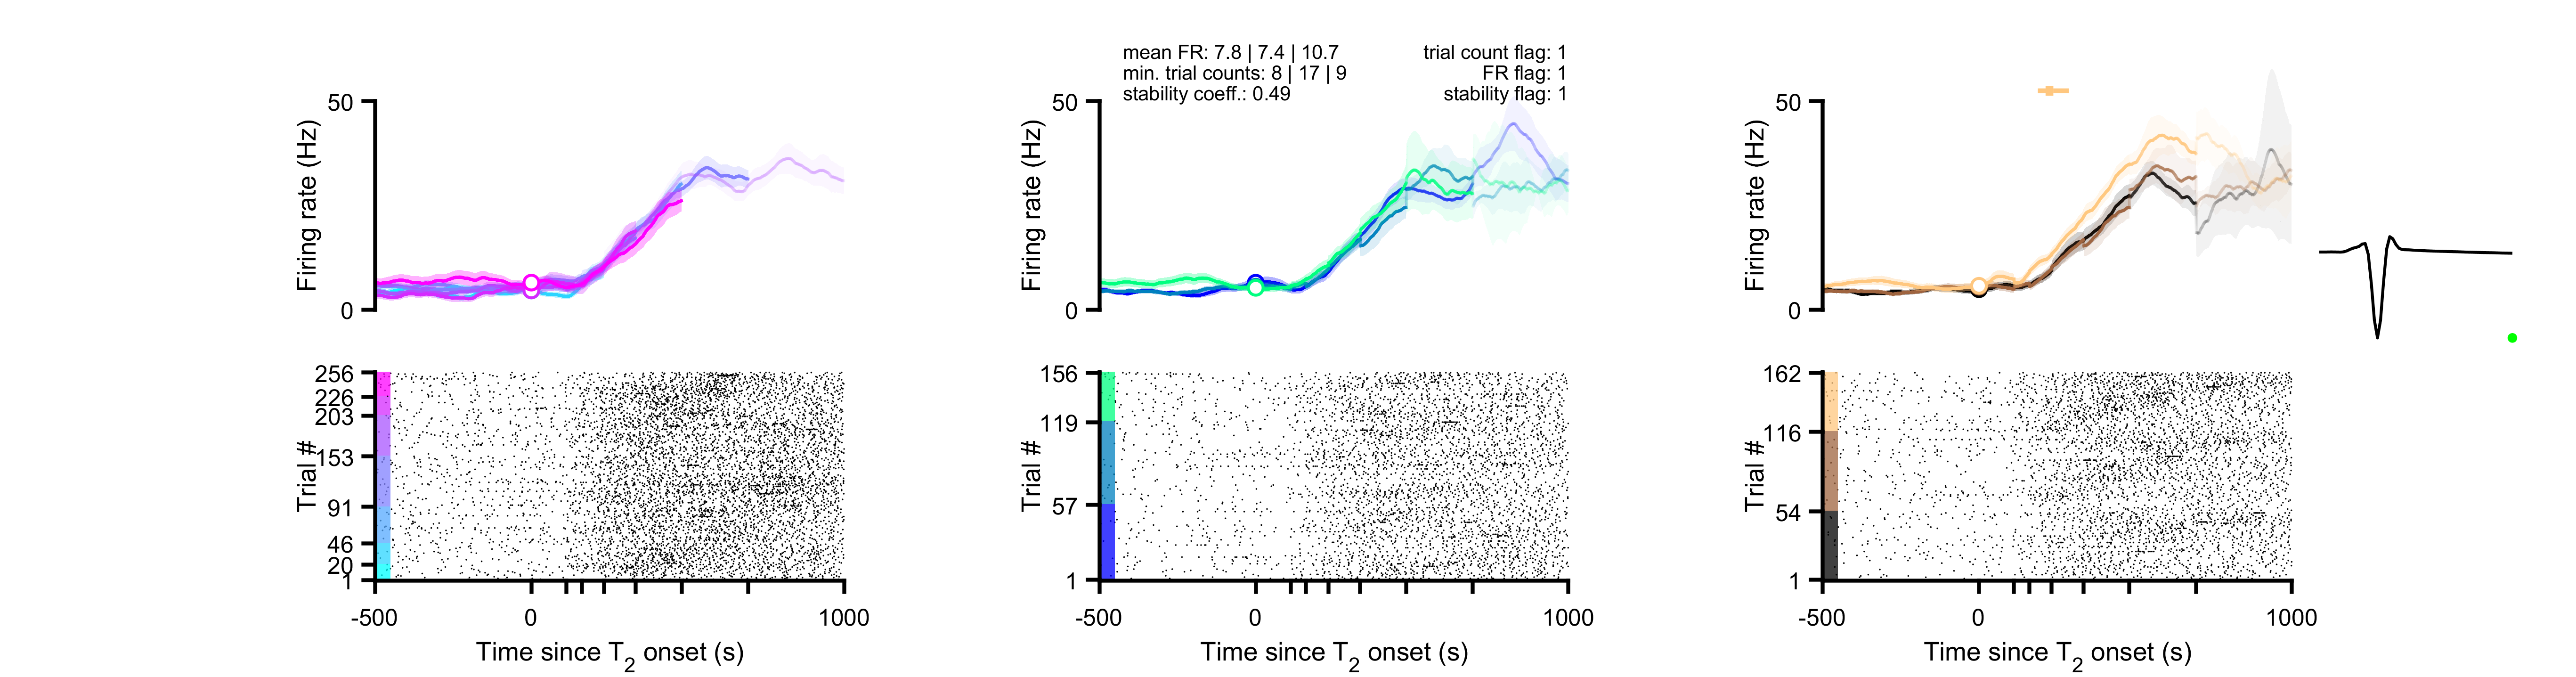 mean FR: 7.8 | 7.4 | 10.7
min. trial counts: 8 | 17 | 9
stability coeff.: 0.49
trial count flag: 1
FR flag: 1
stability flag: 1
50
Firing rate (Hz)
0
50
Firing rate (Hz)
0
50
Firing rate (Hz)
0
256
226
203
153
91
46
20
1
Trial #
-500
0
1000
Time since T2 onset (s)
156
119
57
1
Trial #
-500
0
1000
Time since T2 onset (s)
162
116
54
1
Trial #
-500
0
1000
Time since T2 onset (s)